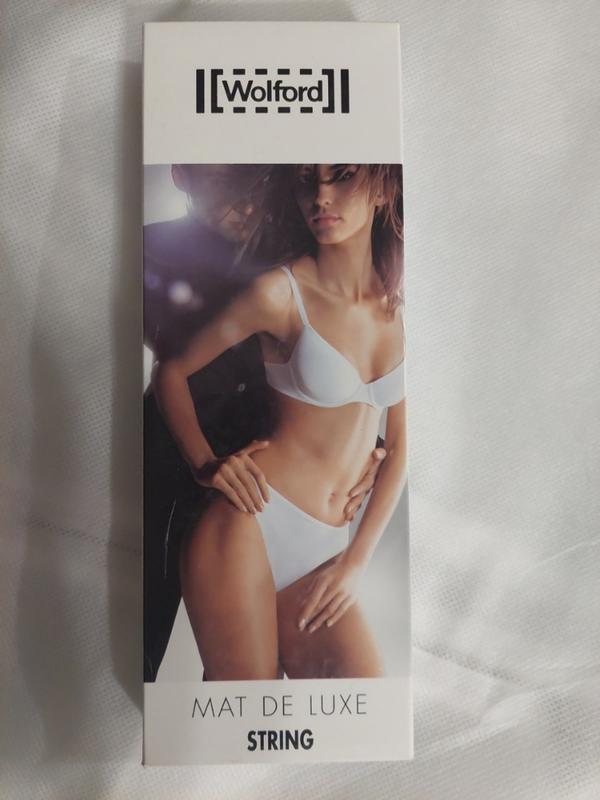 Wolford
MAT DE LUXE
STRING